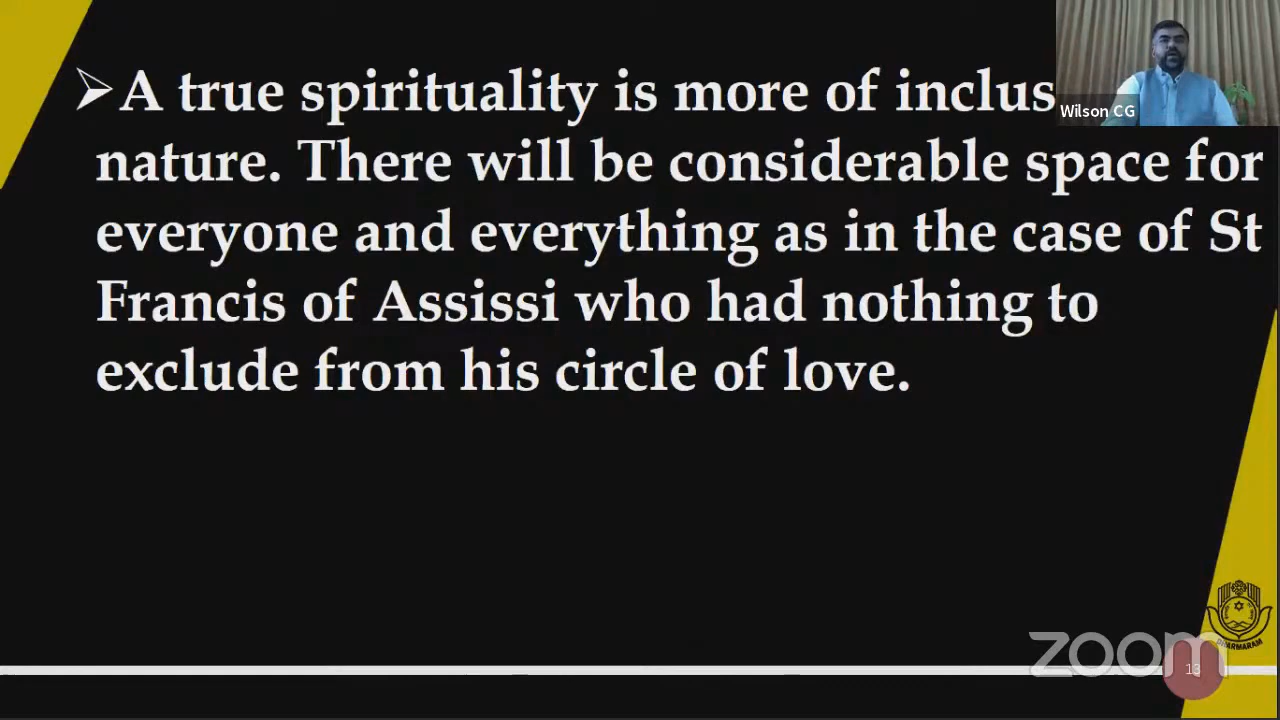 ➢A true spirituality is more of inclus
nature. There will be considerable space for
everyone and everything as in the case of St
Francis of Assissi who had nothing to
exclude from his circle of love.
Wilson CG
DHARMARAM
zoom
13